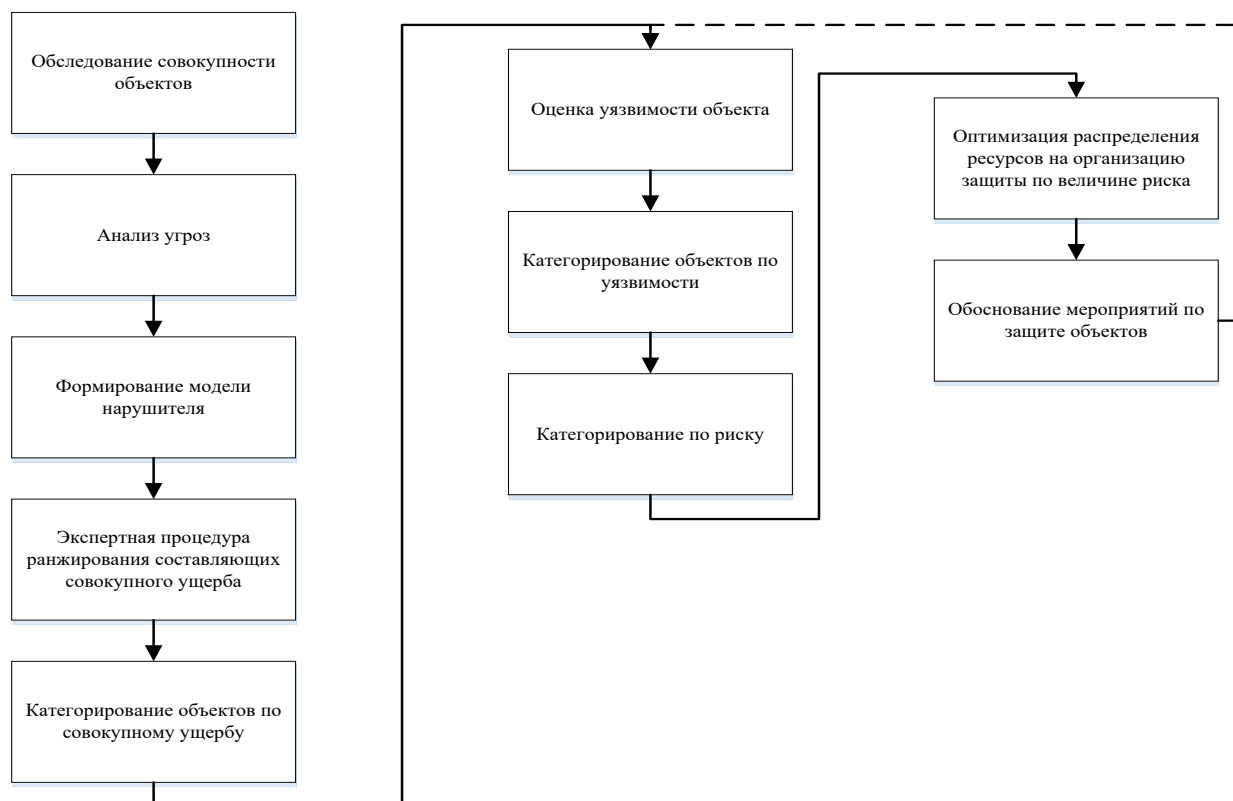 Обследование совокупности
объектов
Анализ угроз
Формирование модели
нарушителя
Экспертная процедура
ранжирования составляющих
совокупного ущерба
Категорирование объектов по
совокупному ущербу
Оценка уязвимости объекта
Категорирование объектов по
уязвимости
Категорирование по риску
Оптимизация распределения
ресурсов на организацию
защиты по величине риска
Обоснование мероприятий по
защите объектов